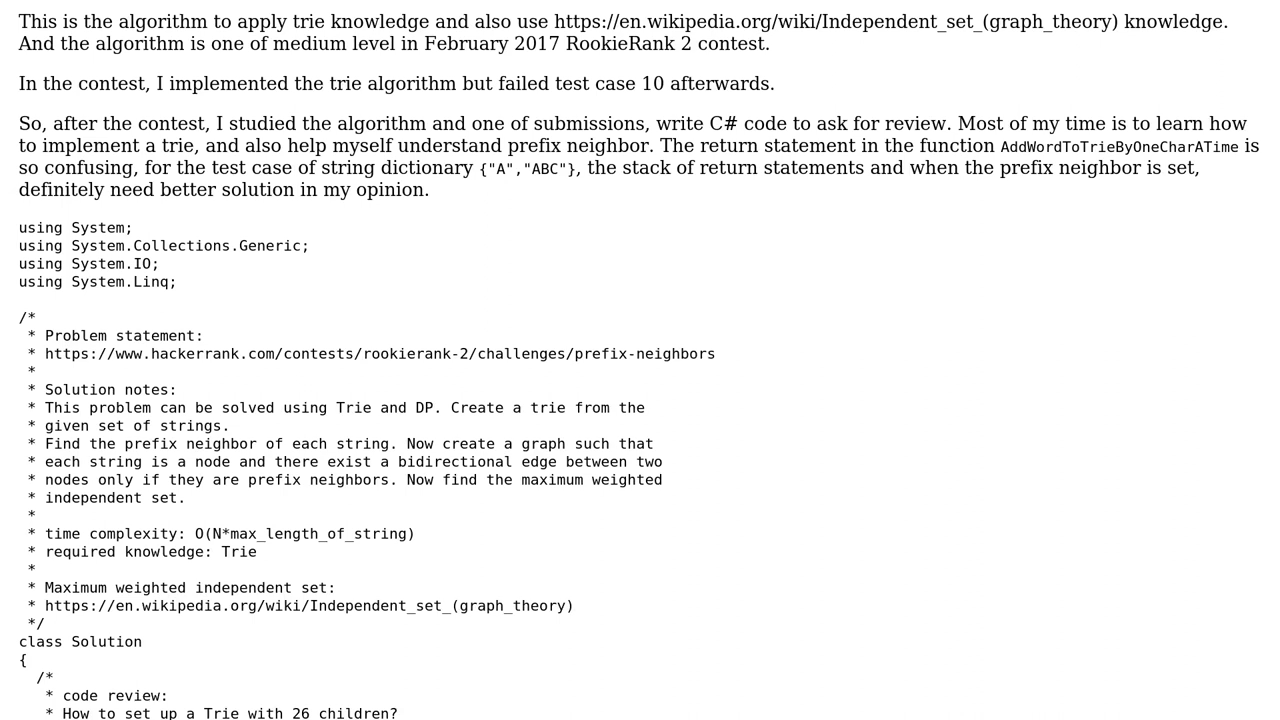 This is the algorithm to apply trie knowledge and also use https://en.wikipedia.org/wiki/Independent_set_(graph_theory) knowledge.
And the algorithm is one of medium level in February 2017 RookieRank 2 contest.
In the contest, I implemented the trie algorithm but failed test case 10 afterwards.
So, after the contest, I studied the algorithm and one of submissions, write C# code to ask for review. Most of my time is to learn how
to implement a trie, and also help myself understand prefix neighbor. The return statement in the function AddWordToTrieByOneCharATime is
so confusing, for the test case of string dictionary {"A","ABC"}, the stack of return statements and when the prefix neighbor is set,
definitely need better solution in my opinion.
using System;
using System.Collections.Generic;
using System.IO;
using System.Linq;
/*
 * Problem statement:
 * https://www.hackerrank.com/contests/rookierank-2/challenges/prefix-neighbors
 *
 * Solution notes:
 * This problem can be solved using Trie and DP. Create a trie from the
 * given set of strings.
 * Find the prefix neighbor of each string. Now create a graph such that
 * each string is a node and there exist a bidirectional edge between two
 * nodes only if they are prefix neighbors. Now find the maximum weighted
 * independent set.
 *
 * time complexity: O(N*max_length_of_string)
 * required knowledge: Trie
 *
 * Maximum weighted independent set:
 * https://en.wikipedia.org/wiki/Independent_set_(graph_theory)
 */
class Solution
{
  /*
   * code review:
   * How to set up a Trie with 26 children?